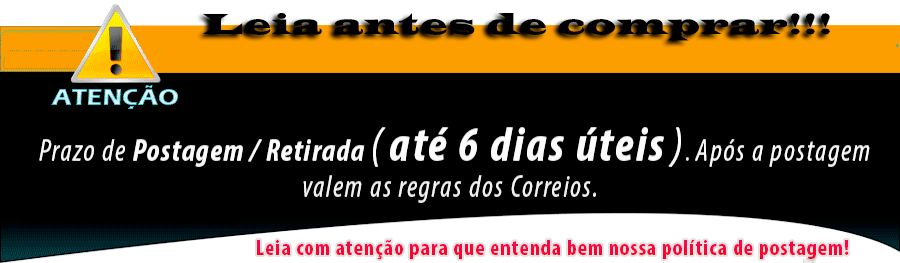 Leia antes de comprar!!!
ATENÇÃO
Prazo de Postagem / Retirada ( até 6 dias úteis ). Após a postagem
valem as regras dos Correios.
Leia com atenção para que entenda bem nossa política de postagem!